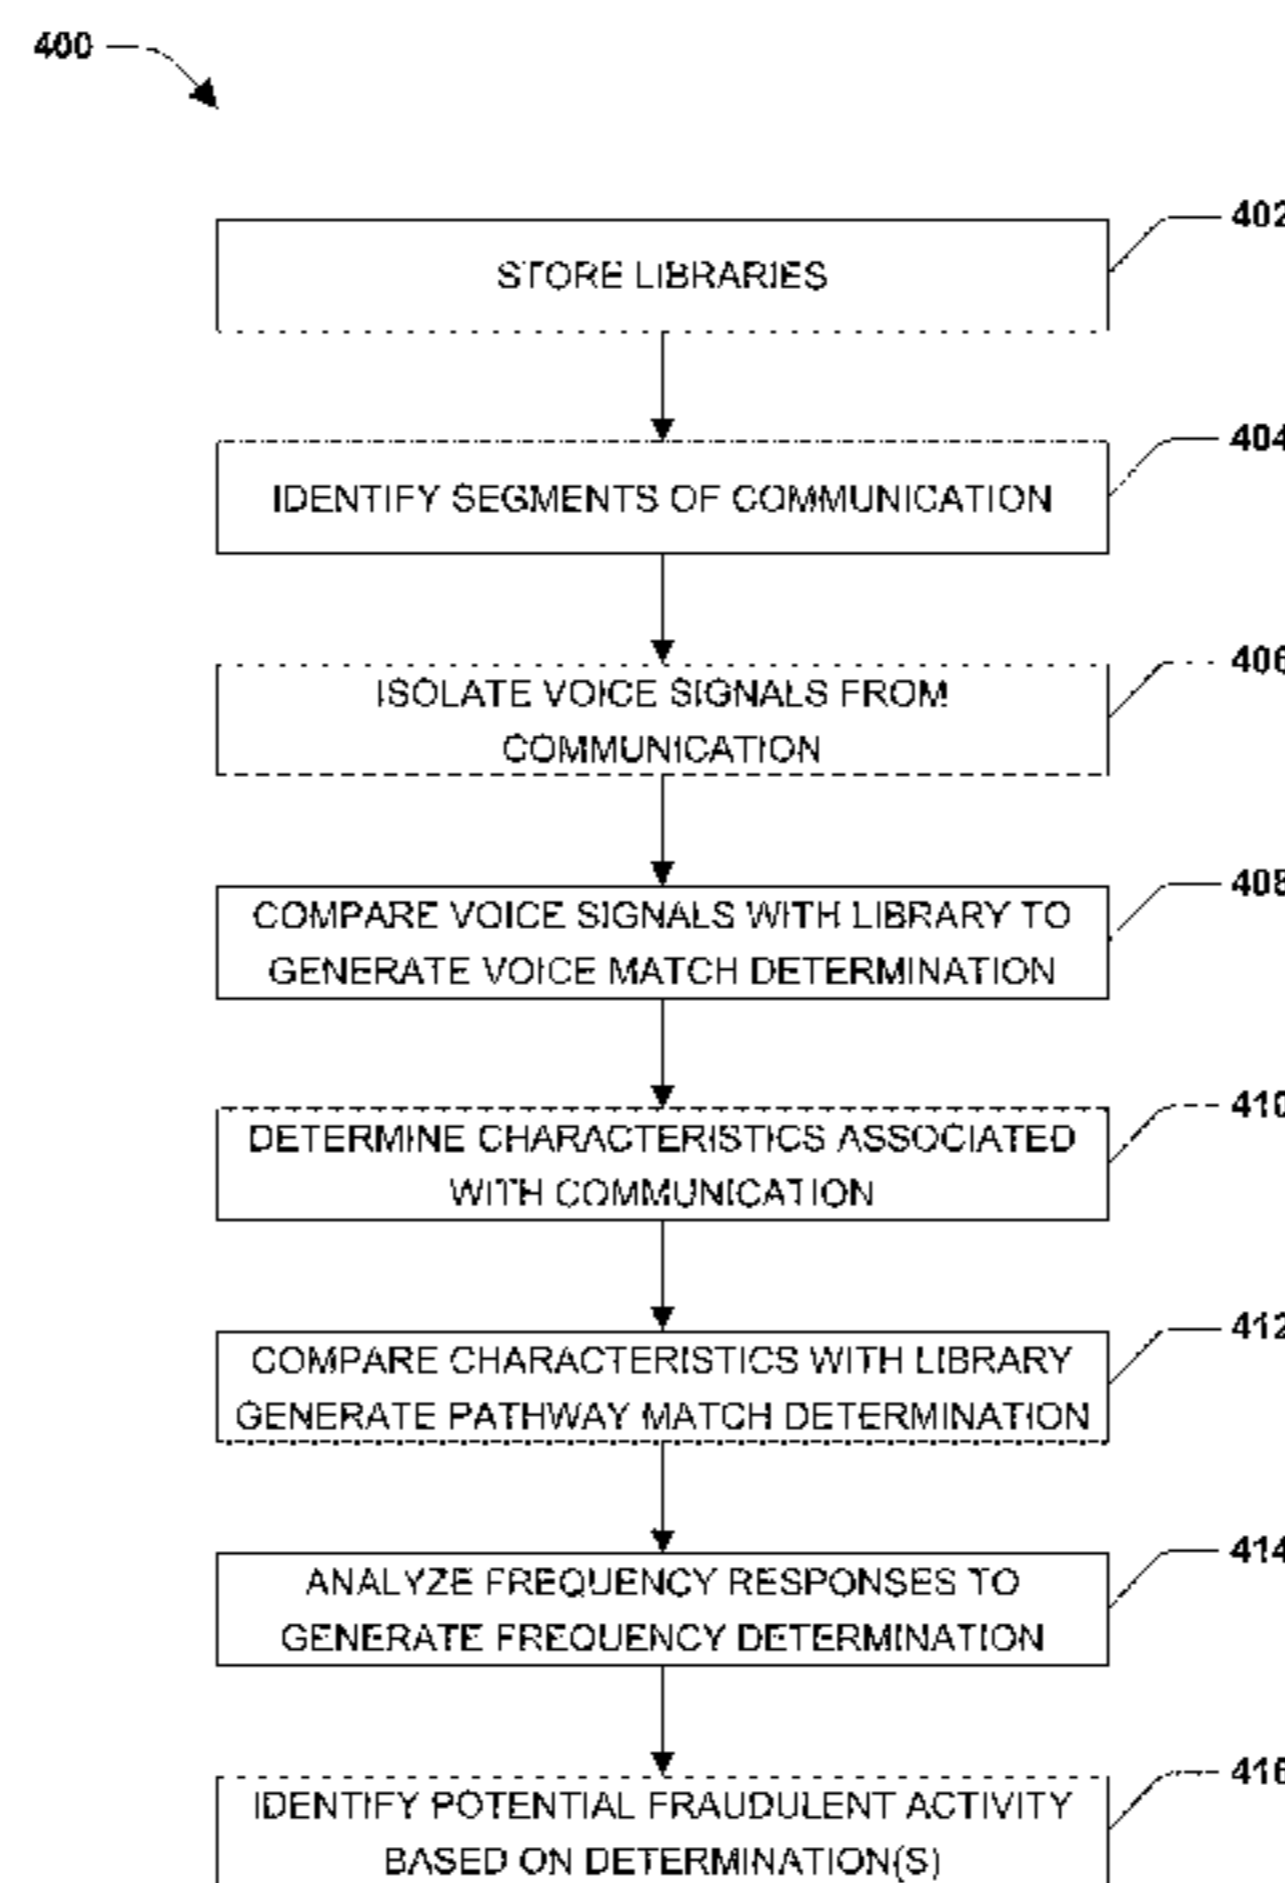 400
402
STORE LIBRARIES
404
IDENTIFY SEGMENTS OF COMMUNICATION
406
ISOLATE VOICE SIGNALS FROM
COMMUNICATION
408
COMPARE VOICE SIGNALS WITH LIBRARY TO
GENERATE VOICE MATCH DETERMINATION
410
DETERMINE CHARACTERISTICS ASSOCIATED
WITH COMMUNICATION
412
COMPARE CHARACTERISTICS WITH LIBRARY
GENERATE PATHWAY MATCH DETERMINATION
414
ANALYZE FREQUENCY RESPONSES TO
GENERATE FREQUENCY DETERMINATION
416
IDENTIFY POTENTIAL FRAUDULENT ACTIVITY
BASED ON DETERMINATION(S)